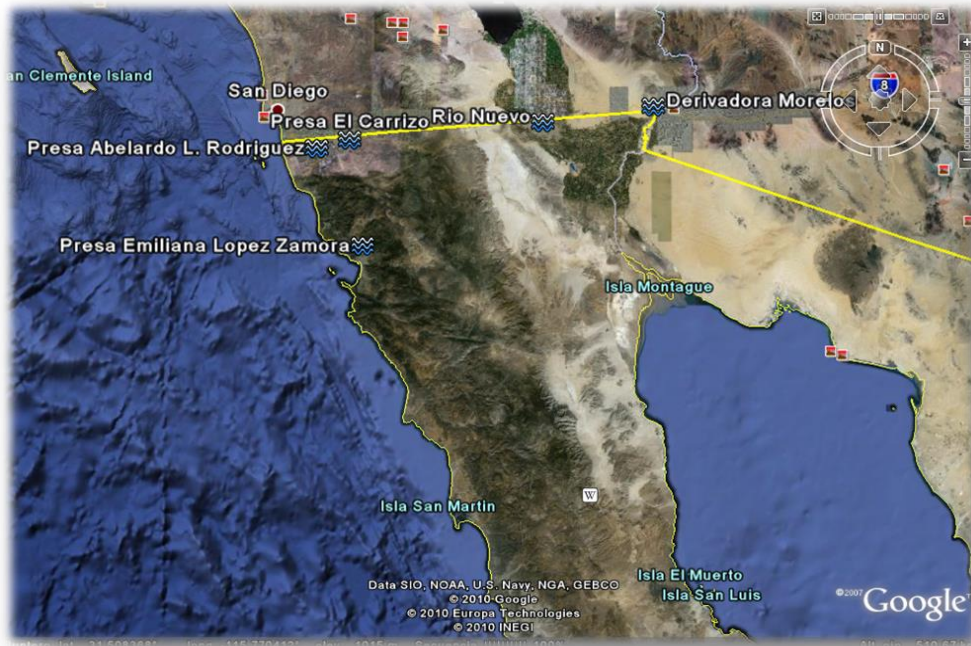 N
8
an Clemente Island
San Diego
Derivadora Morelos
Presa El Carrizo
Rio Nuevo
Presa Abelardo L. Rodriguez
Presa Emiliana Lopez Zamora
Isla Montague
W
Isla San Martin
Isla El Muerto
Isla San Luis
Data SIO, NOAA, U.S. Navy, NGA, GEBCO
© 2010 Google
© 2010 Europa Technologies
© 2010 INEGI
©2007 Google